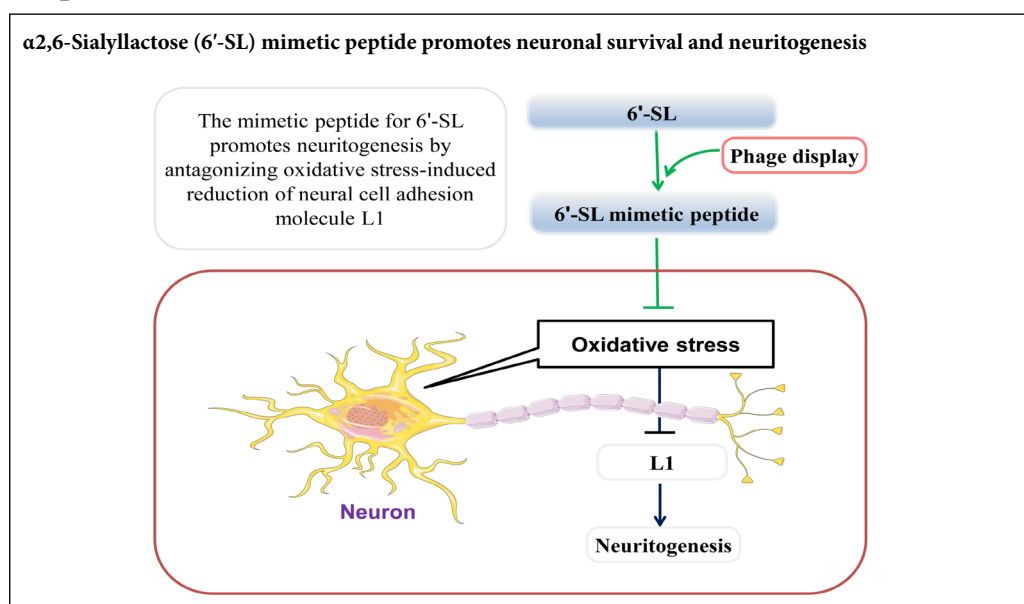 α2,6-Sialyllactose (6′-SL) mimetic peptide promotes neuronal survival and neuritogenesis
The mimetic peptide for 6'-SL
promotes neuritogenesis by
antagonizing oxidative stress-induced
reduction of neural cell adhesion
molecule L1
6'-SL
Phage display
6'-SL mimetic peptide
Oxidative stress
L1
Neuron
Neuritogenesis